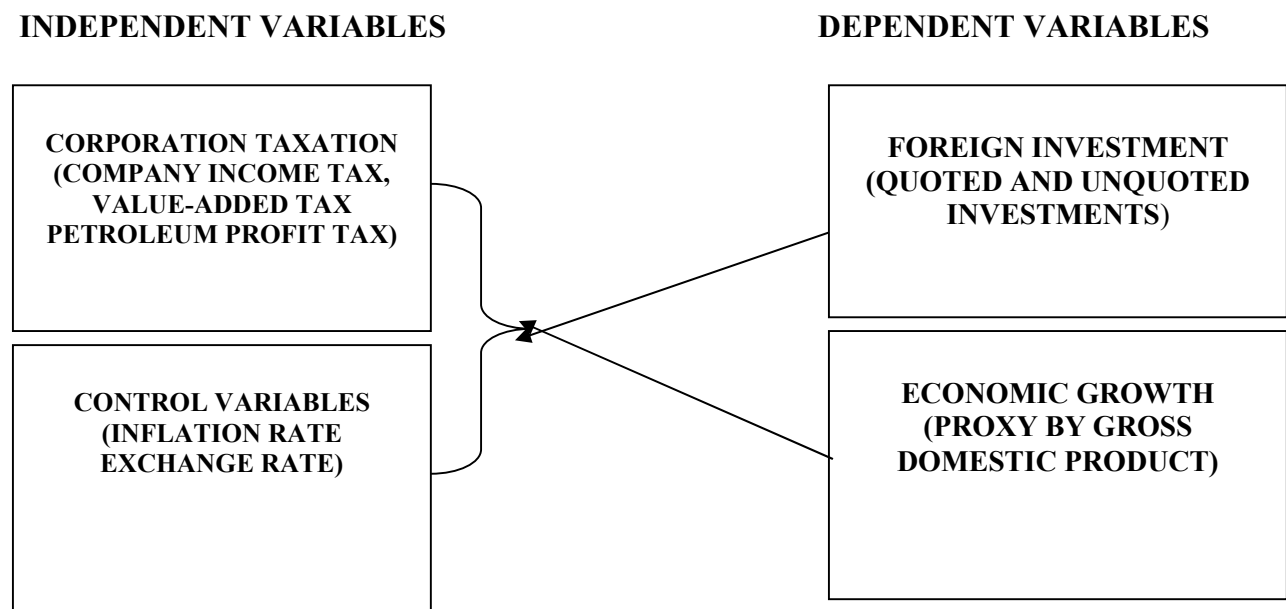 INDEPENDENT VARIABLES
DEPENDENT VARIABLES
CORPORATION TAXATION
(COMPANY INCOME TAX,
VALUE-ADDED TAX
PETROLEUM PROFIT TAX)
FOREIGN INVESTMENT
(QUOTED AND UNQUOTED
INVESTMENTS)
CONTROL VARIABLES
(INFLATION RATE
EXCHANGE RATE)
ECONOMIC GROWTH
(PROXY BY GROSS
DOMESTIC PRODUCT)